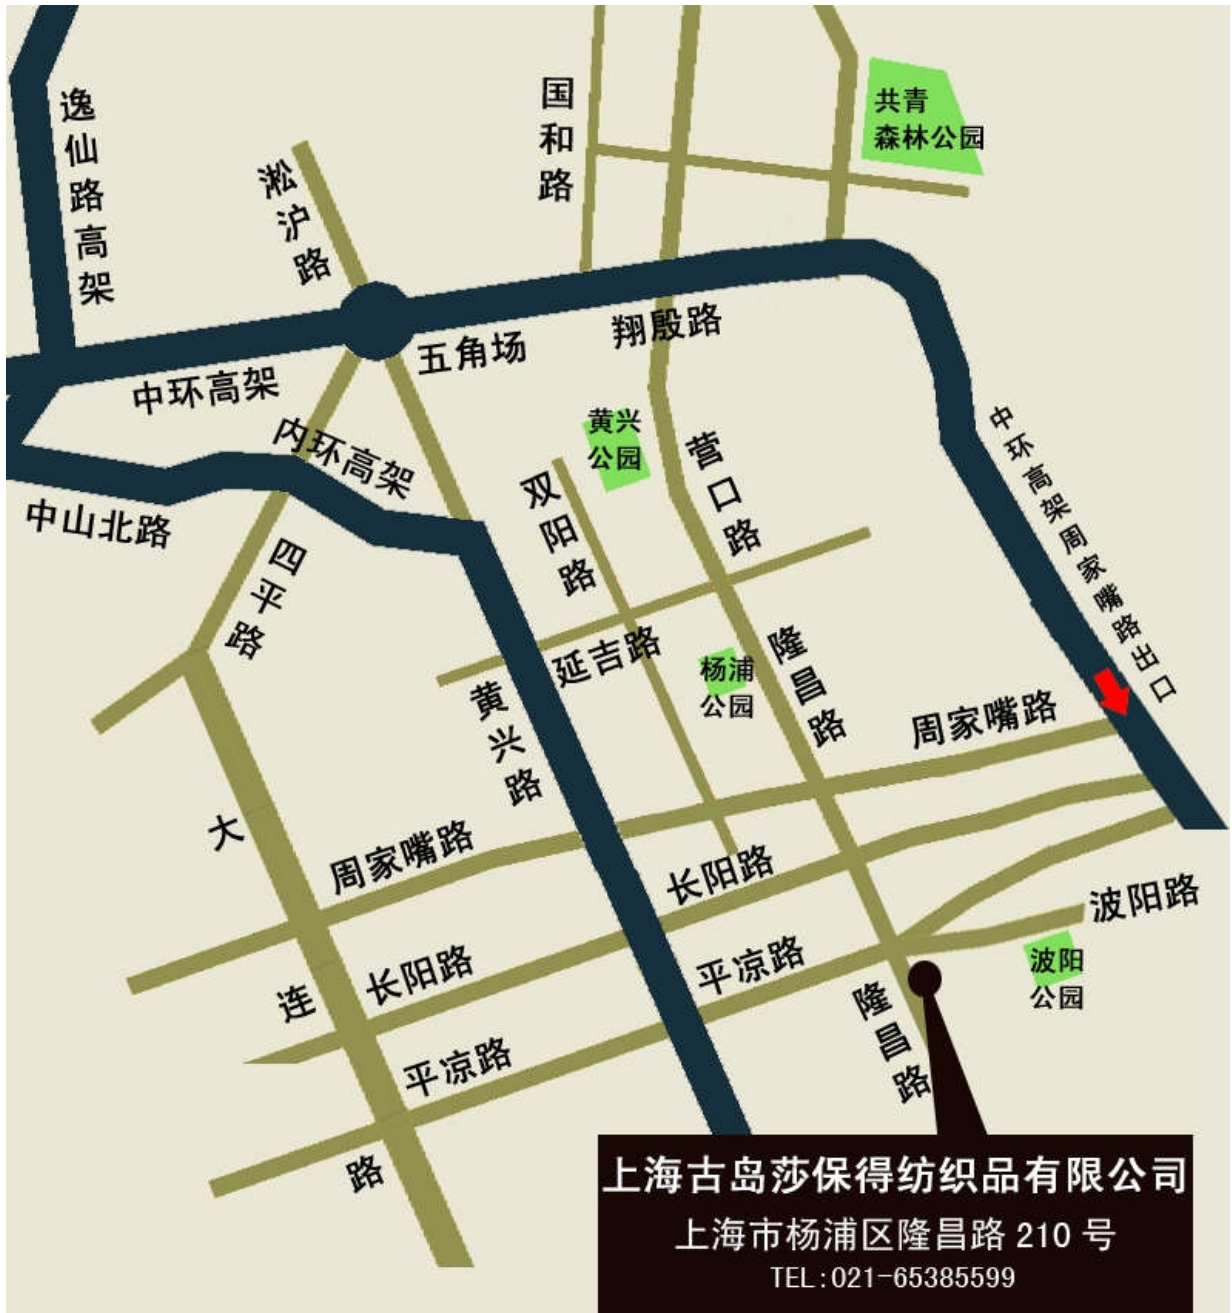 逸仙路高架
淞沪路
国和路
共青
森林公园
中环高架
五角场
翔殷路
内环高架
中山北路
四平路
黄兴
公园
双阳路
营口路
中环高架周家嘴路出口
延吉路
杨浦
公园
隆昌路
黄兴路
周家嘴路
大连路
周家嘴路
长阳路
长阳路
平凉路
平凉路
波阳路
波阳
公园
隆昌路
上海古岛莎保得纺织品有限公司
上海市杨浦区隆昌路 210 号
TEL:021-65385599